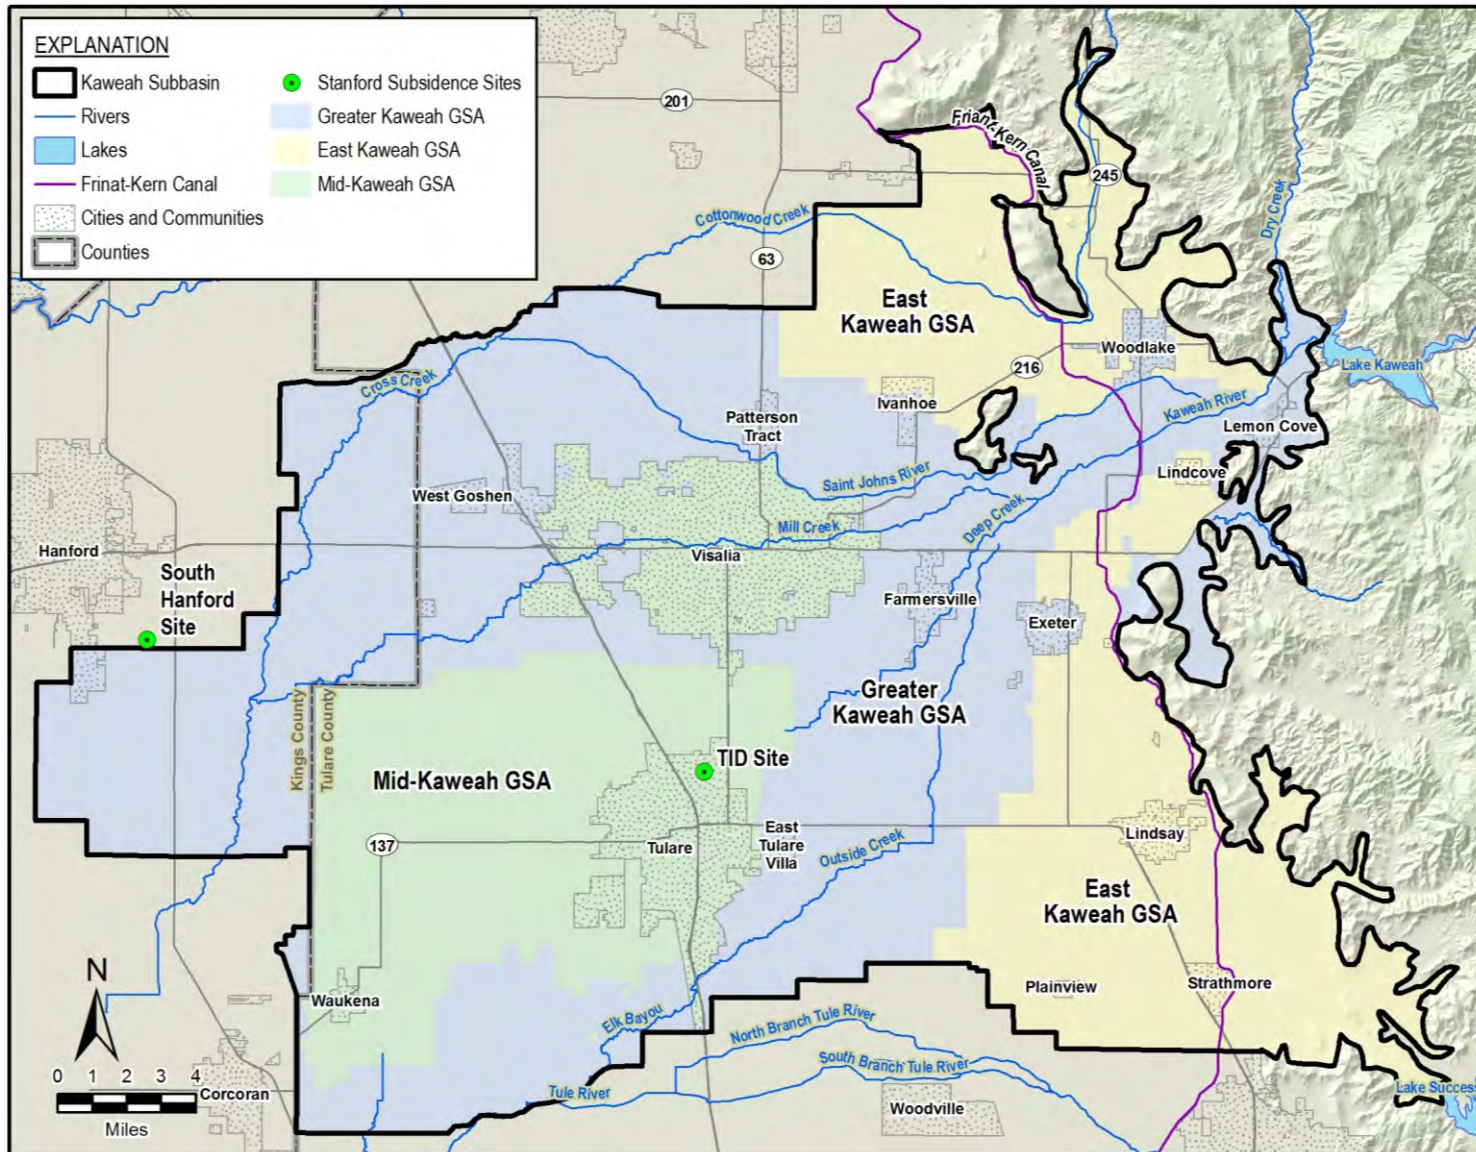 EXPLANATION
Kaweah Subbasin
Rivers
Lakes
Frinat-Kern Canal
Cities and Communities
Counties
Stanford Subsidence Sites
Greater Kaweah GSA
East Kaweah GSA
Mid-Kaweah GSA
201
Friant-Kern Canal
245
Dry Creek
Cottonwood Creek
63
East
Kaweah GSA
Woodlake
Lake Kaweah
216
Cross Creek
Ivanhoe
Patterson
Tract
Kaweah River
Lemon Cove
Lindcove
Saint Johns River
West Goshen
Mill Creek
Deep Creek
Hanford
Visalia
South
Hanford
Site
Farmersville
Exeter
Greater
Kaweah GSA
Kings County
Tulare County
TID Site
Mid-Kaweah GSA
137
Tulare
East
Tulare
Villa
Outside Creek
Lindsay
East
Kaweah GSA
N
Waukena
Plainview
Strathmore
Elk Bayou
North Branch Tule River
South Branch Tule River
Tule River
Woodville
Lake Success
0 1 2 3 4
Miles
Corcoran